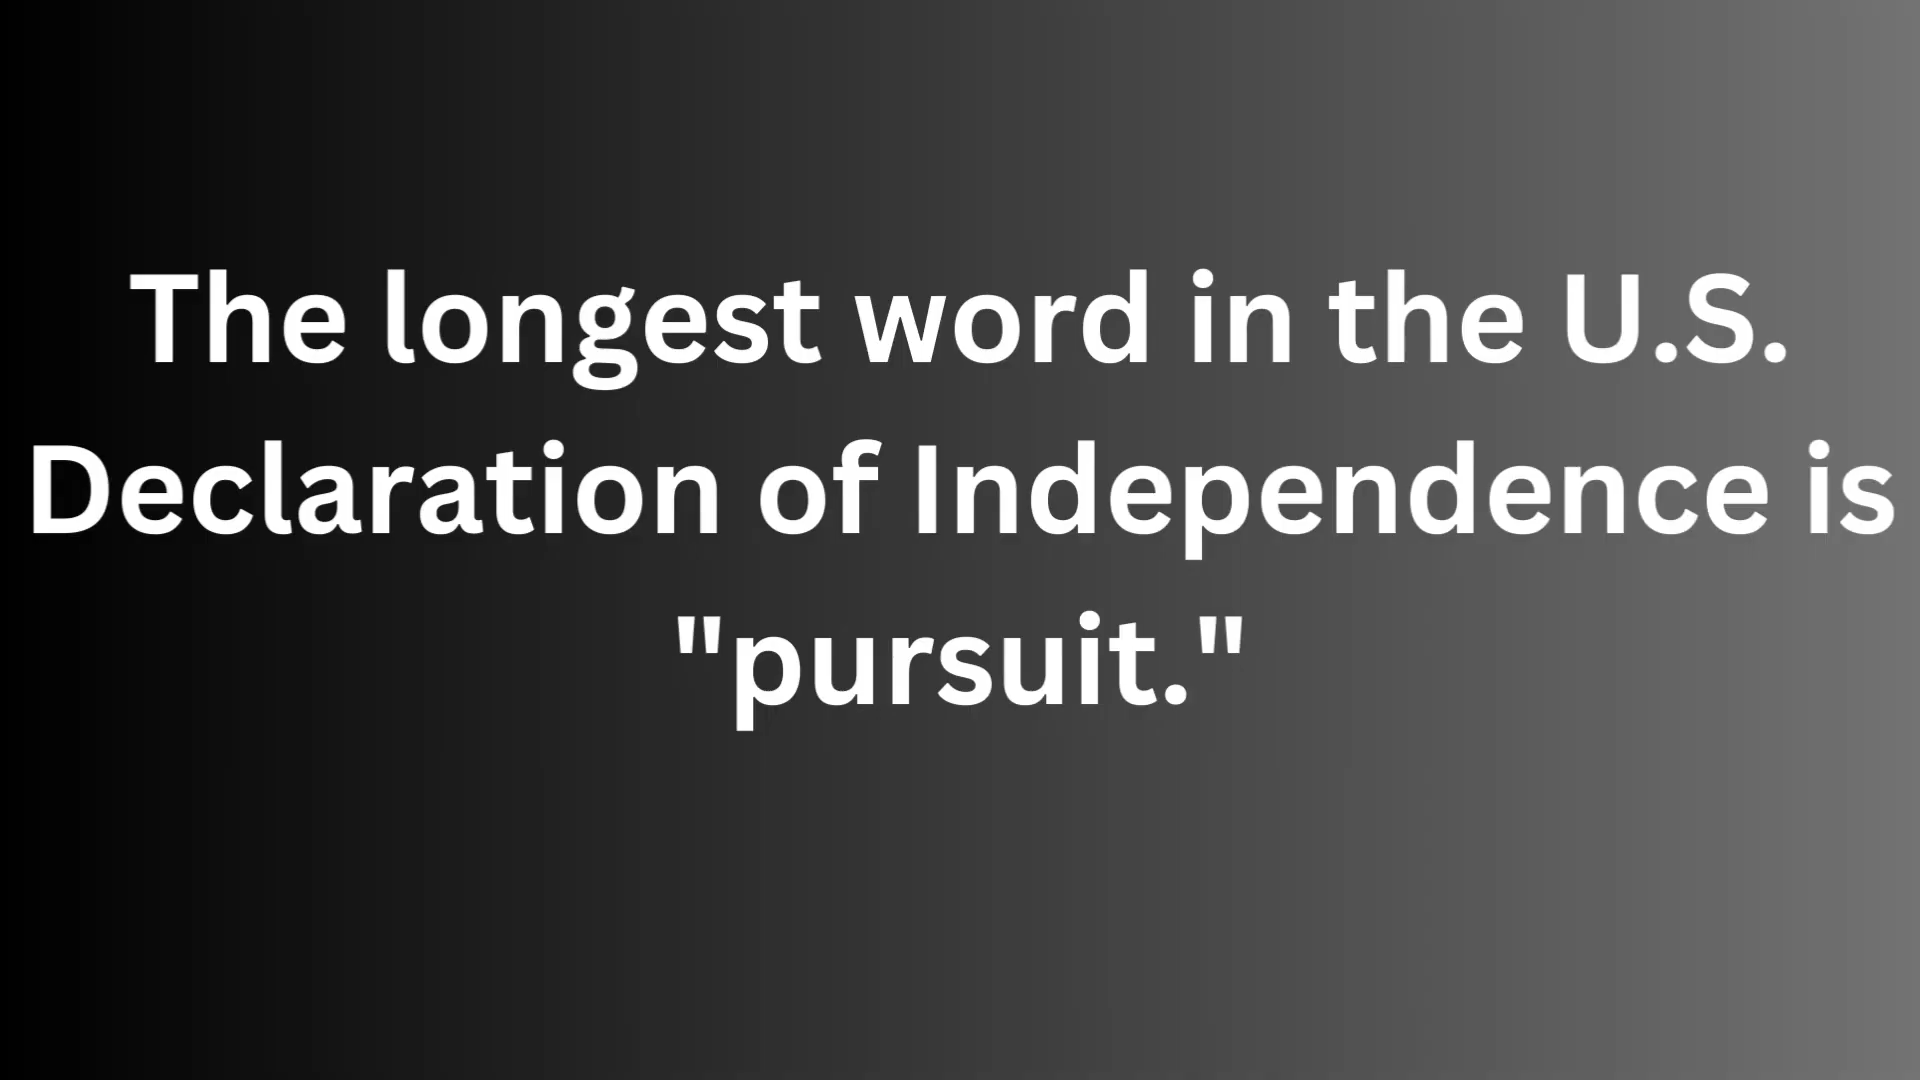 The longest word in the U.S.
Declaration of Independence is
"pursuit."